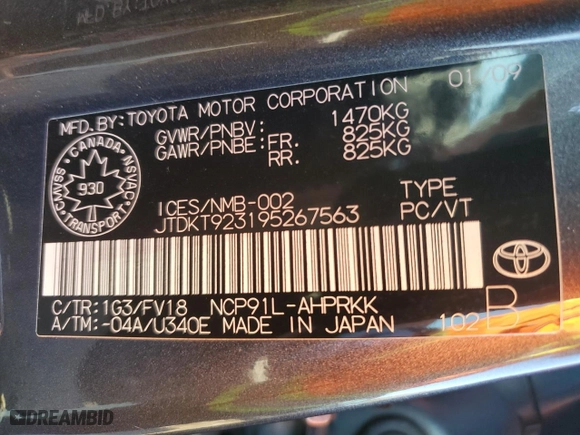 MFD.BY:TOYOTA MOTOR CORPORATION 01/09
GVWR/PNBV 1470KG
GAWR/PNBE: FR. 825KG
RR. 825KG
CANADA
CMVSS NSVAC
930
TRANSPORT
ICES/NMB-002 TYPE
JTDKT923195267563 PC/VT
C/TR:1G3/FV18 NCP91L-AHPRKK
A/TM:-04A/U340E MADE IN JAPAN 102 B
DREAMBID